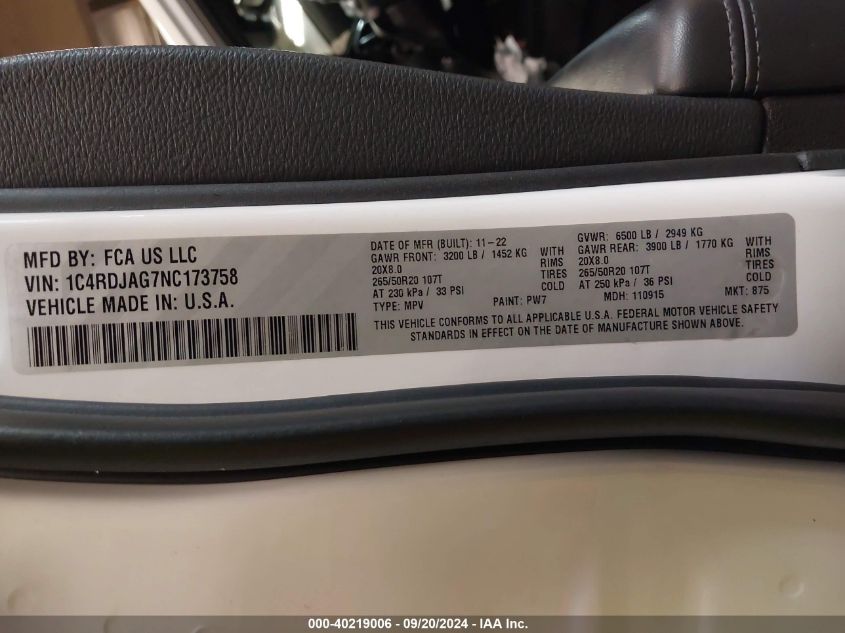 MFD BY: FCA US LLC
VIN: 1C4RDJAG7NC173758
VEHICLE MADE IN: U.S.A.
DATE OF MFR (BUILT): 11-22
GAWR FRONT: 3200 LB / 1452 KG WITH
20X8.0 RIMS
265/50R20 107T TIRES
AT 230 kPa / 33 PSI COLD
TYPE: MPV PAINT: PW7
GVWR: 6500 LB / 2949 KG
GAWR REAR: 3900 LB / 1770 KG WITH
20X8.0 RIMS
265/50R20 107T TIRES
AT 250 kPa / 36 PSI COLD
MDH: 110915 MKT: 875
THIS VEHICLE CONFORMS TO ALL APPLICABLE U.S.A. FEDERAL MOTOR VEHICLE SAFETY
STANDARDS IN EFFECT ON THE DATE OF MANUFACTURE SHOWN ABOVE.
000-40219006 - 09/20/2024 - IAA Inc.